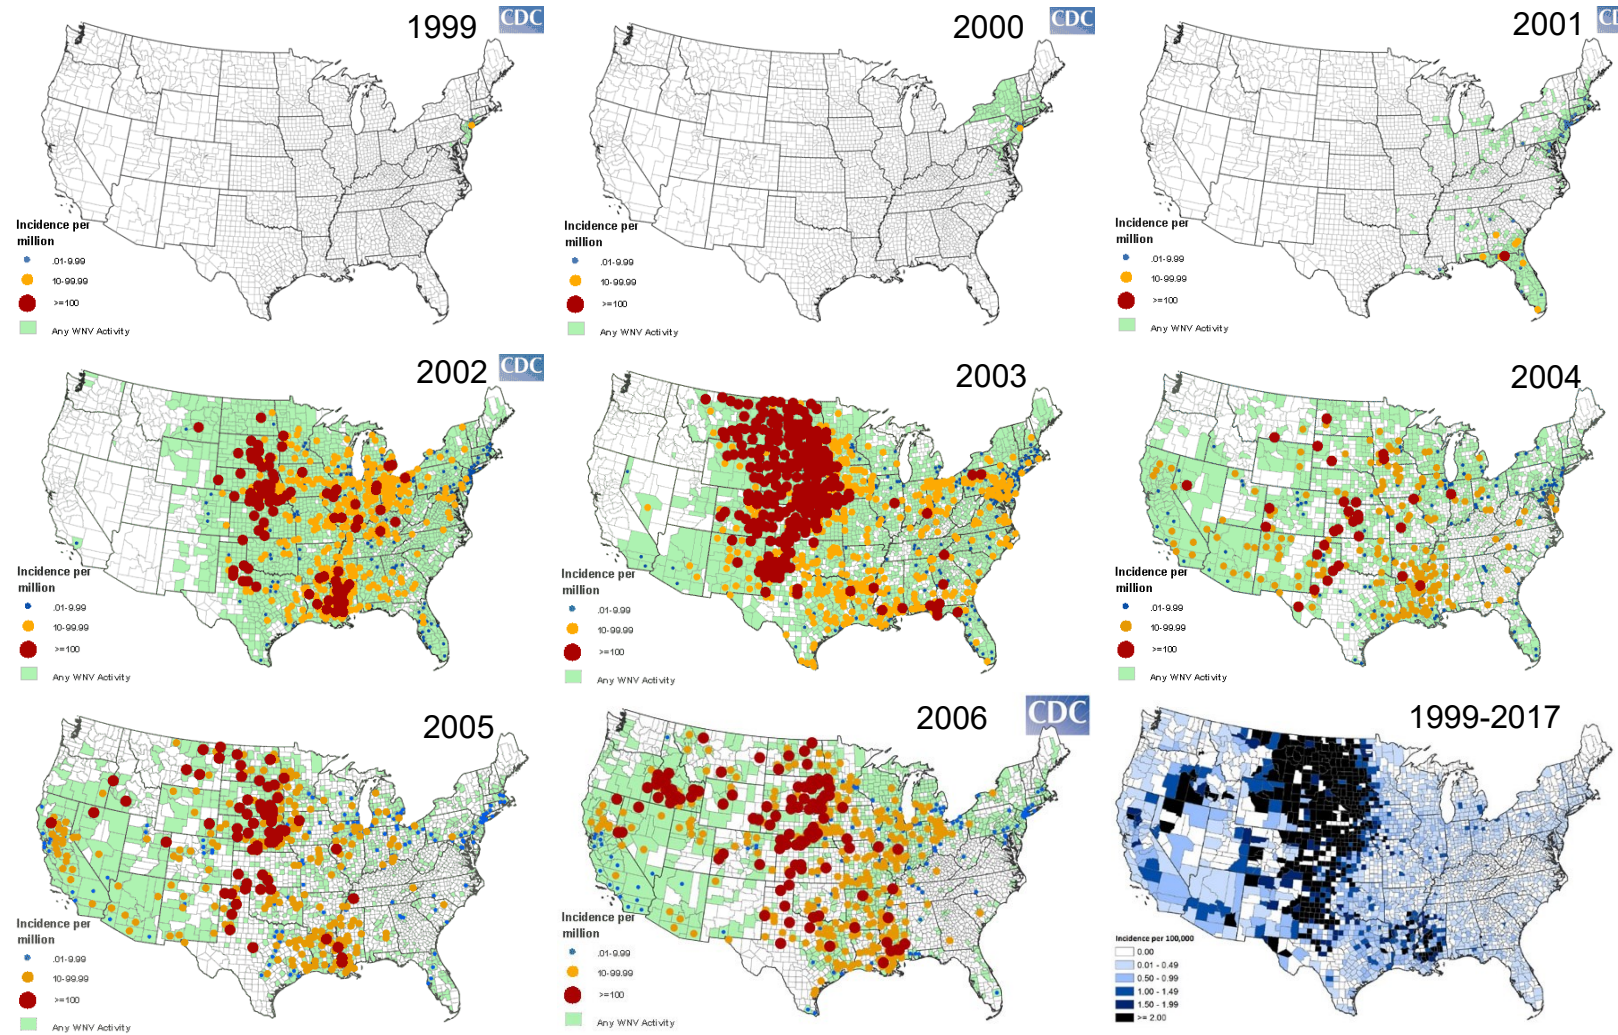 1999
CDC
Incidence per
million
.01-9.99
10-99.99
>=100
Any WNV Activity
2000
CDC
Incidence per
million
.01-9.99
10-99.99
>=100
Any WNV Activity
2001
CD
Incidence per
million
.01-9.99
10-99.99
>=100
Any WNV Activity
2002
CDC
Incidence per
million
.01-9.99
10-99.99
>=100
Any WNV Activity
2003
Incidence per
million
.01-9.99
10-99.99
>=100
Any WNV Activity
2004
Incidence per
million
.01-9.99
10-99.99
>=100
Any WNV Activity
2005
Incidence per
million
.01-9.99
10-99.99
>=100
Any WNV Activity
2006
CDC
Incidence per
million
.01-9.99
10-99.99
>=100
Any WNV Activity
1999-2017
Incidence per 100,000
0.00
0.01 - 0.49
0.50 - 0.99
1.00 - 1.49
1.50 - 1.99
>= 2.00